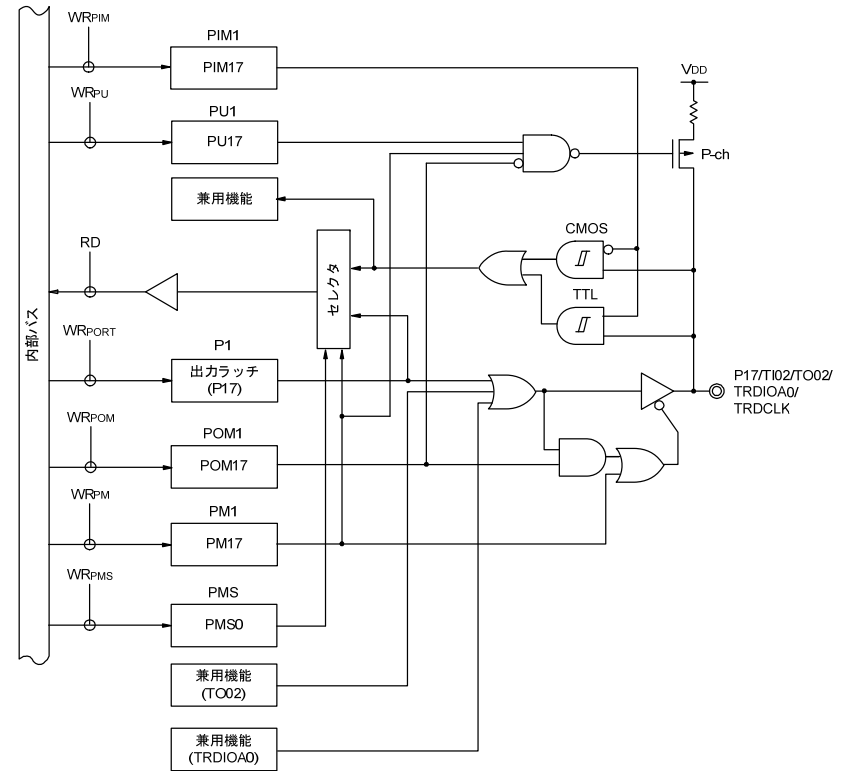 WRPIM
PIM1
PIM17
WRPU
PU1
PU17
VDD
P-ch
兼用機能
CMOS
RD
セレクタ
TTL
内部バス
WRPORT
P1
出力ラッチ
(P17)
P17/TI02/TO02/
TRDIOA0/
TRDCLK
WRPOM
POM1
POM17
WRPM
PM1
PM17
WRPMS
PMS
PMS0
兼用機能
(TO02)
兼用機能
(TRDIOA0)